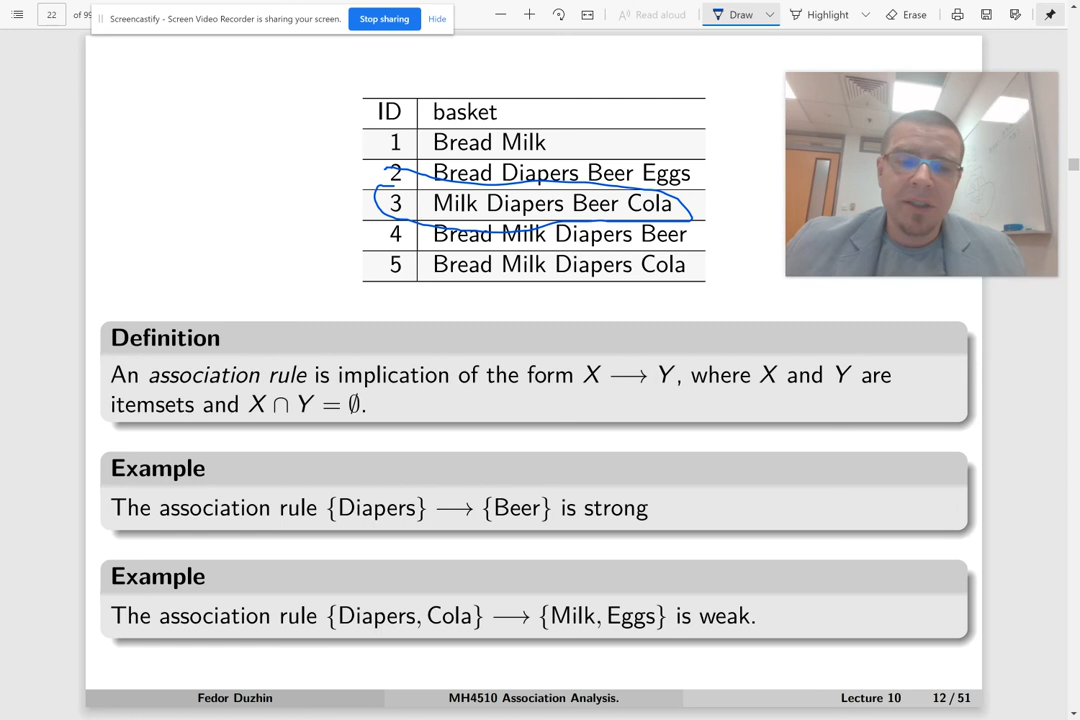 22 of 99
Screencastify - Screen Video Recorder is sharing your screen. Stop sharing Hide
Read aloud Draw Highlight Erase
ID basket
1 Bread Milk
2 Bread Diapers Beer Eggs
3 Milk Diapers Beer Cola
4 Bread Milk Diapers Beer
5 Bread Milk Diapers Cola
Definition
An association rule is implication of the form X ⟶ Y, where X and Y are
itemsets and X ∩ Y = ∅.
Example
The association rule {Diapers} ⟶ {Beer} is strong
Example
The association rule {Diapers, Cola} ⟶ {Milk, Eggs} is weak.
Fedor Duzhin MH4510 Association Analysis. Lecture 10 12 / 51